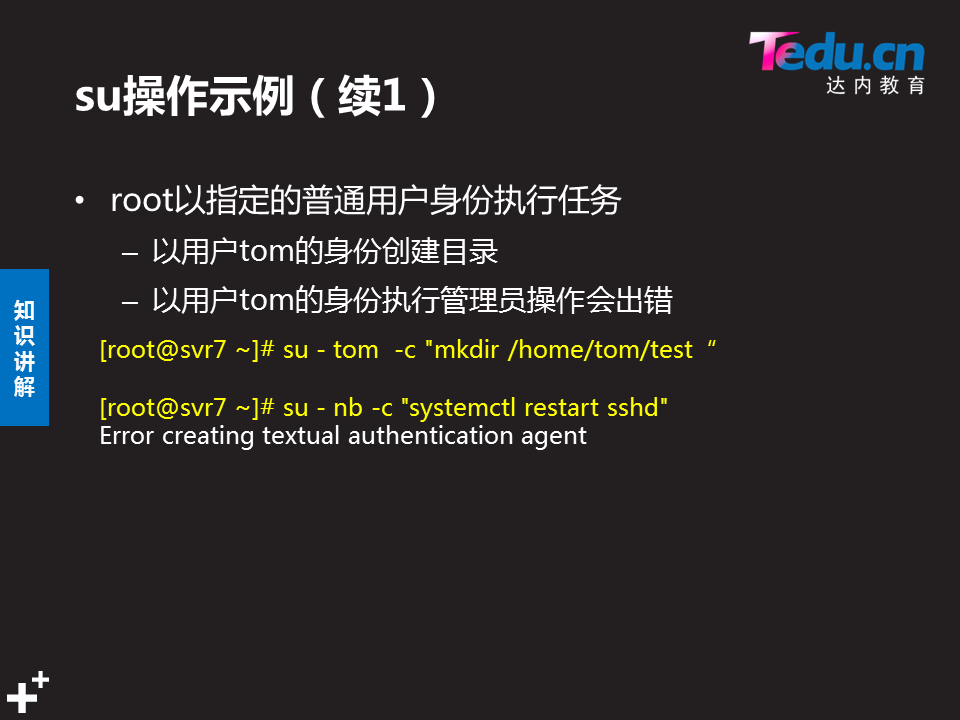 Tedu.cn
达内教育
su操作示例（续1）
• root以指定的普通用户身份执行任务
– 以用户tom的身份创建目录
– 以用户tom的身份执行管理员操作会出错
知识讲解
[root@svr7 ~]# su - tom  -c "mkdir /home/tom/test “
[root@svr7 ~]# su - nb -c "systemctl restart sshd"
Error creating textual authentication agent